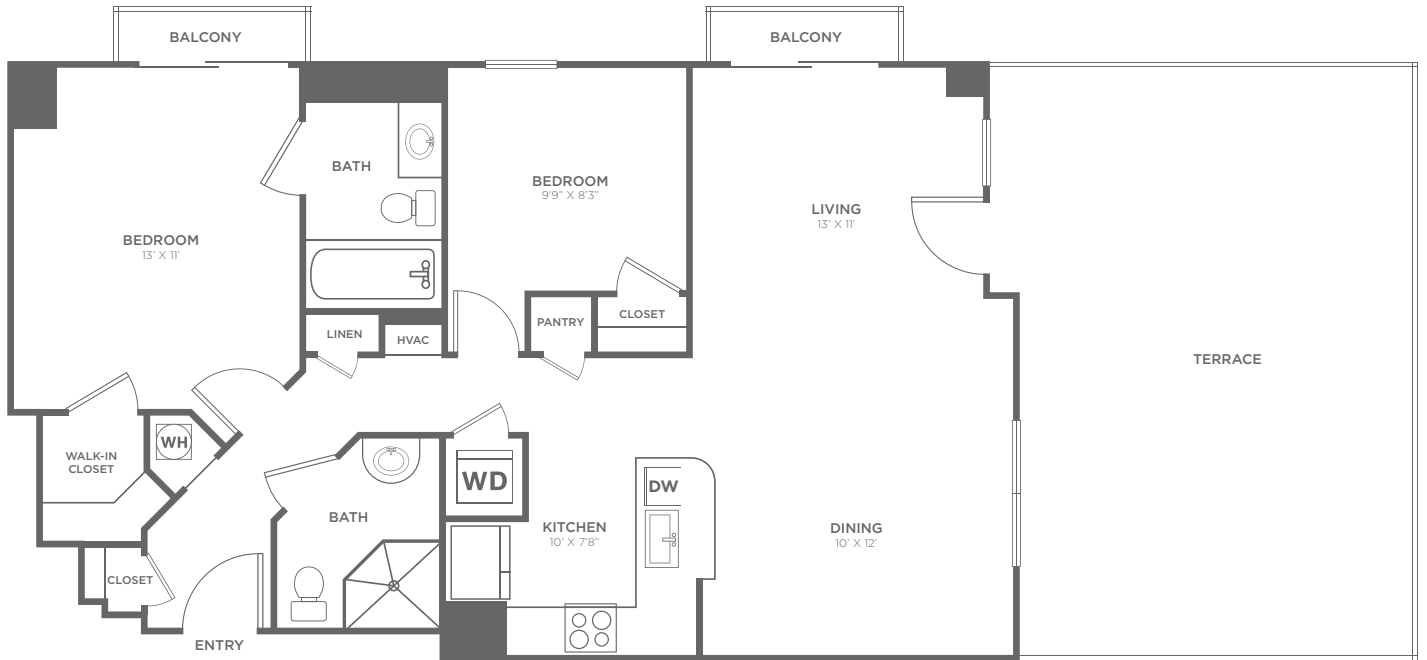 BALCONY
BALCONY
BATH
BEDROOM
9'9" X 8'3"
LIVING
13' X 11'
BEDROOM
13' X 11'
CLOSET
PANTRY
LINEN
HVAC
TERRACE
WH
WALK-IN
CLOSET
WD
DW
BATH
KITCHEN
10' X 7'8"
DINING
10' X 12'
CLOSET
ENTRY